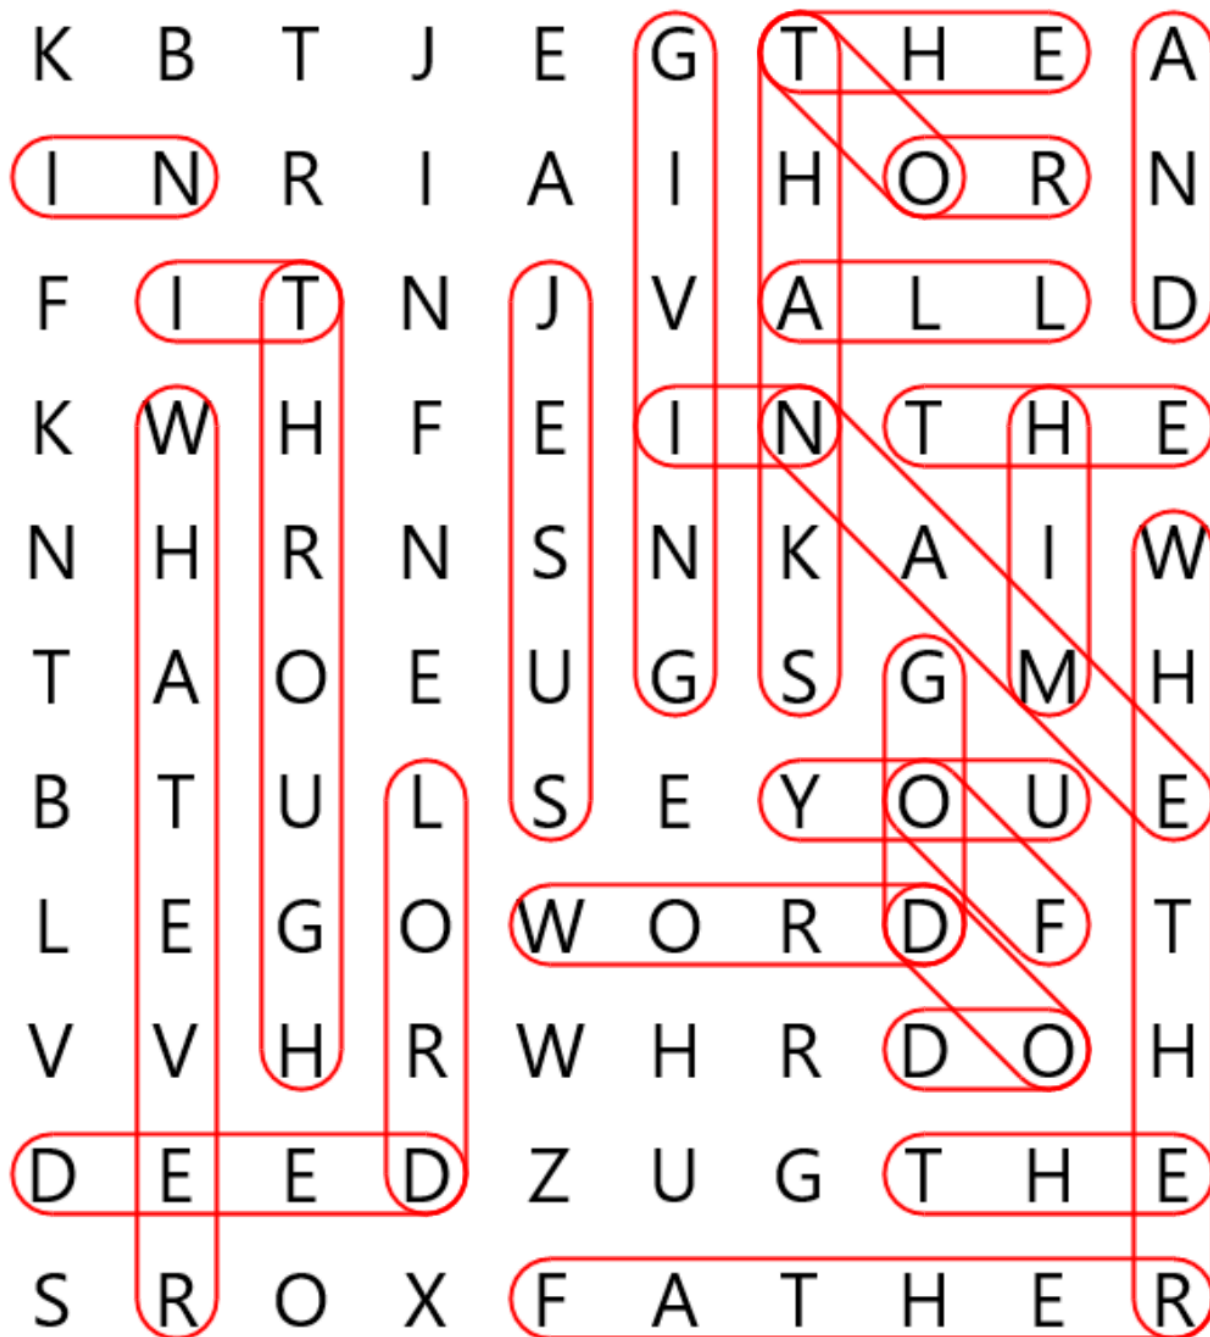 K B T J E G T H E A
I N R I A I H O R N
F I T N J V A L L D
K W H F E I N T H E
N H R N S N K A I W
T A O E U G S G M H
B T U L S E Y O U E
L E G O W O R D F T
V V H R W H R D O H
D E E D Z U G T H E
S R O X F A T H E R